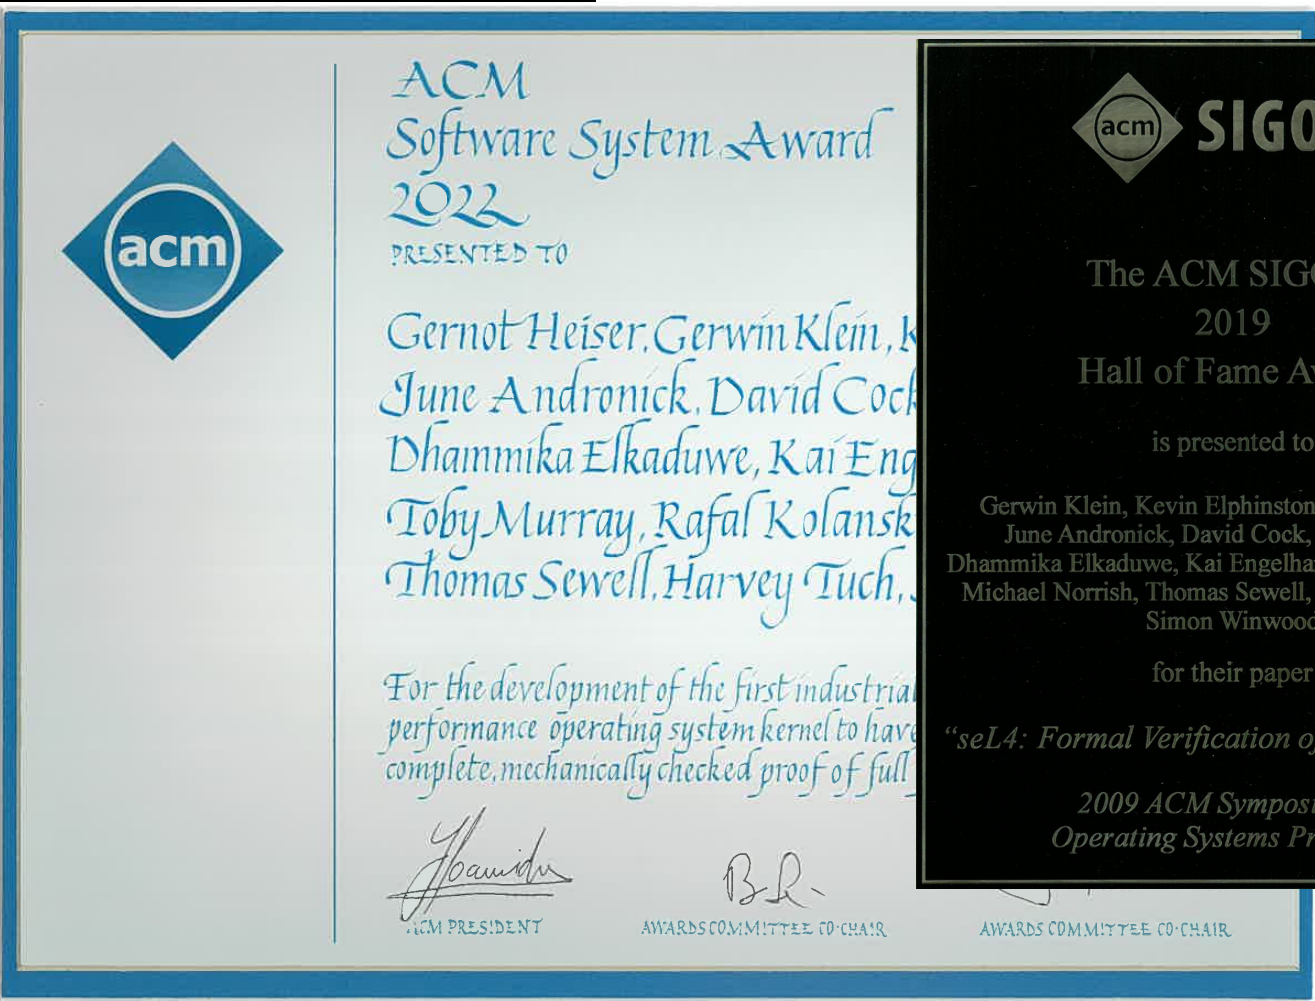 acm
ACM
Software System Award
2022
PRESENTED TO
Gernot Heiser, Gerwin Klein, K
June Andronick, David Cock
Dhammika Elkaduwe, Kai Eng
Toby Murray, Rafal Kolansk
Thomas Sewell, Harvey Tuch,
For the development of the first industrial
performance operating system kernel to have
complete, mechanically checked proof of full
ACM PRESIDENT
AWARDS COMMITTEE CO-CHAIR
AWARDS COMMITTEE CO-CHAIR
acm SIGO
The ACM SIGO
2019
Hall of Fame Aw
is presented to
Gerwin Klein, Kevin Elphinston
June Andronick, David Cock,
Dhammika Elkaduwe, Kai Engelha
Michael Norrish, Thomas Sewell,
Simon Winwood
for their paper
“seL4: Formal Verification o
2009 ACM Sympos
Operating Systems Pr